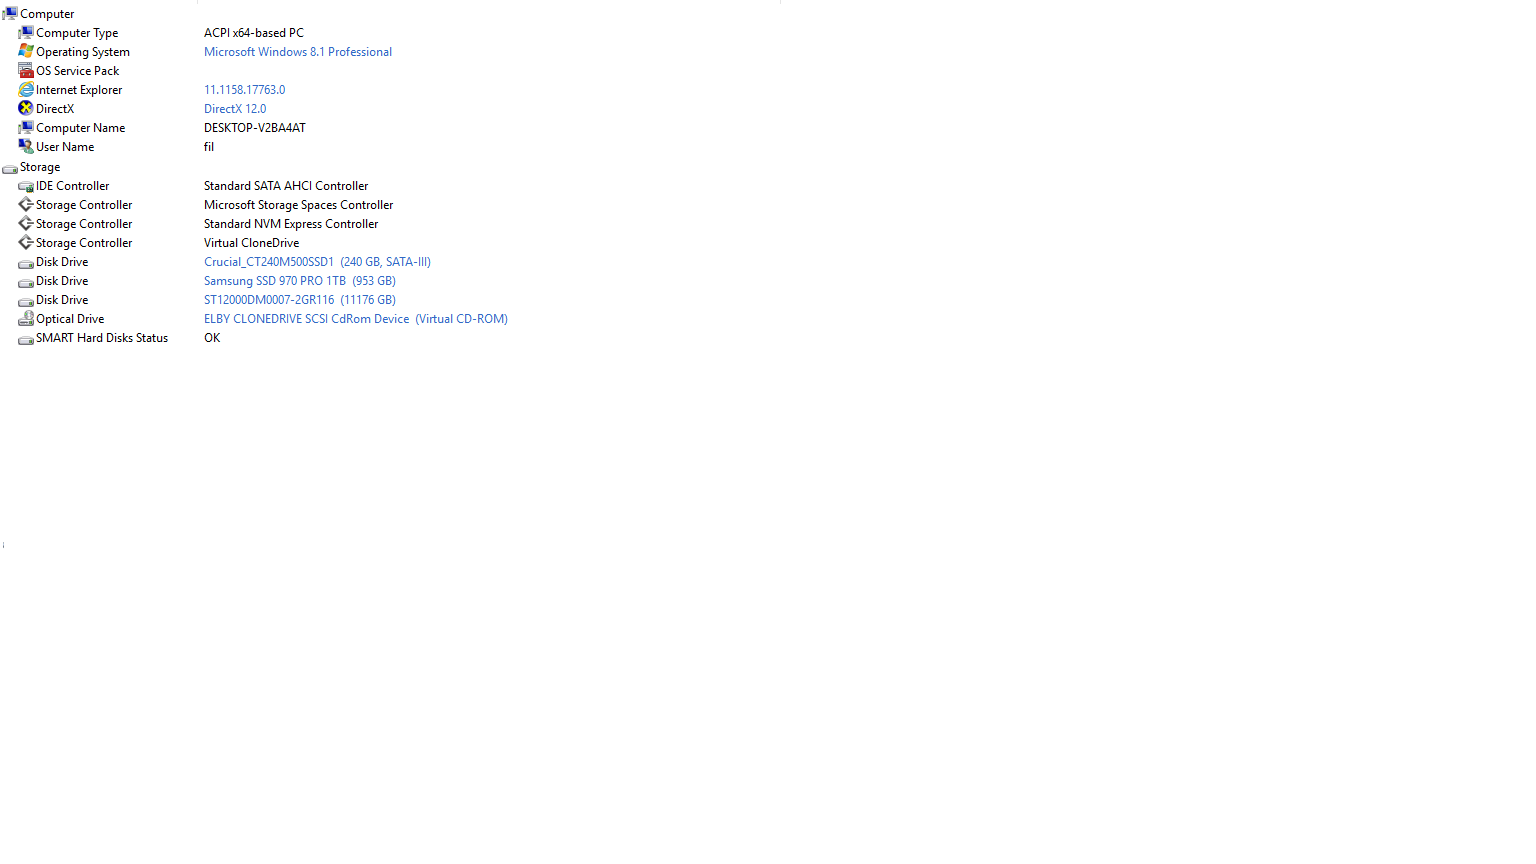 Computer
Computer Type ACPI x64-based PC
Operating System Microsoft Windows 8.1 Professional
OS Service Pack
Internet Explorer 11.1158.17763.0
DirectX DirectX 12.0
Computer Name DESKTOP-V2BA4AT
User Name fil
Storage
IDE Controller Standard SATA AHCI Controller
Storage Controller Microsoft Storage Spaces Controller
Storage Controller Standard NVM Express Controller
Storage Controller Virtual CloneDrive
Disk Drive Crucial_CT240M500SSD1 (240 GB, SATA-III)
Disk Drive Samsung SSD 970 PRO 1TB (953 GB)
Disk Drive ST12000DM0007-2GR116 (11176 GB)
Optical Drive ELBY CLONEDRIVE SCSI CdRom Device (Virtual CD-ROM)
SMART Hard Disks Status OK